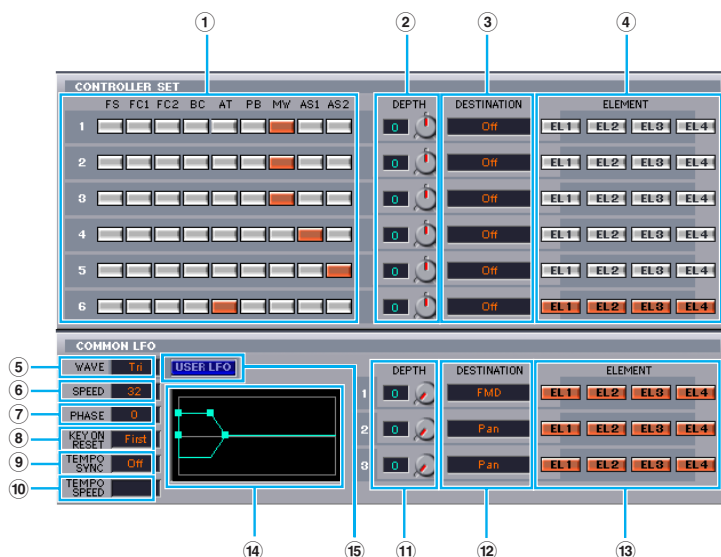 ① ② ③ ④
CONTROLLER SET
FS FC1 FC2 BC AT PB MW AS1 AS2 DEPTH DESTINATION ELEMENT
1 0 Off EL1 EL2 EL3 EL4
2 0 Off EL1 EL2 EL3 EL4
3 0 Off EL1 EL2 EL3 EL4
4 0 Off EL1 EL2 EL3 EL4
5 0 Off EL1 EL2 EL3 EL4
6 0 Off EL1 EL2 EL3 EL4
COMMON LFO
⑤ WAVE Tri USER LFO DEPTH DESTINATION ELEMENT
⑥ SPEED 32 1 0 FMD EL1 EL2 EL3 EL4
⑦ PHASE 0
⑧ KEY ON RESET First 2 0 Pan EL1 EL2 EL3 EL4
⑨ TEMPO SYNC Off 3 0 Pan EL1 EL2 EL3 EL4
⑩ TEMPO SPEED
⑭ ⑮ ⑪ ⑫ ⑬